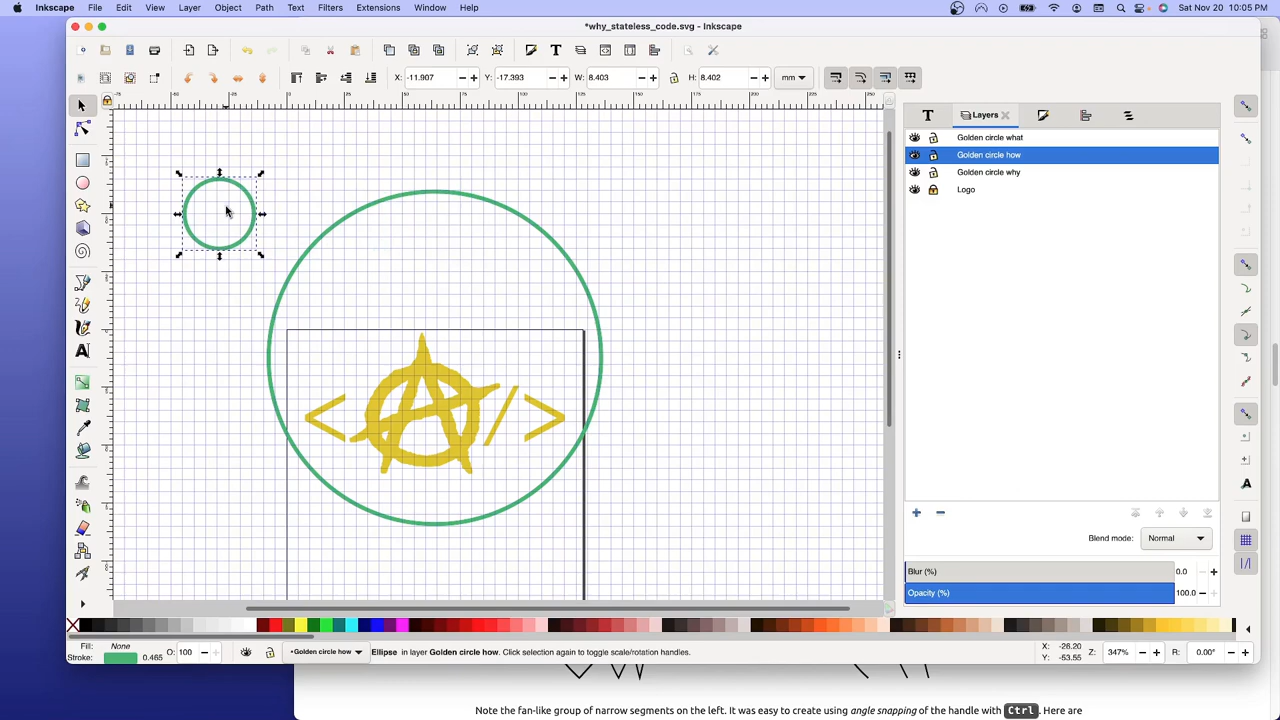 Inkscape File Edit View Layer Object Path Text Filters Extensions Window Help Sat Nov 20 10:05 PM
*why_stateless_code.svg - Inkscape
X: -11.907 Y: -17.393 W: 8.403 H: 8.402 mm
Layers
Golden circle what
Golden circle how
Golden circle why
Logo
</>
Blend mode: Normal
Blur (%) 0.0
Opacity (%) 100.0
Fill: None
Stroke: 0.465 O: 100 •Golden circle how Ellipse in layer Golden circle how. Click selection again to toggle scale/rotation handles.
X: -26.20
Y: -53.55
Z: 347% R: 0.00°
Note the fan-like group of narrow segments on the left. It was easy to create using angle snapping of the handle with Ctrl. Here are